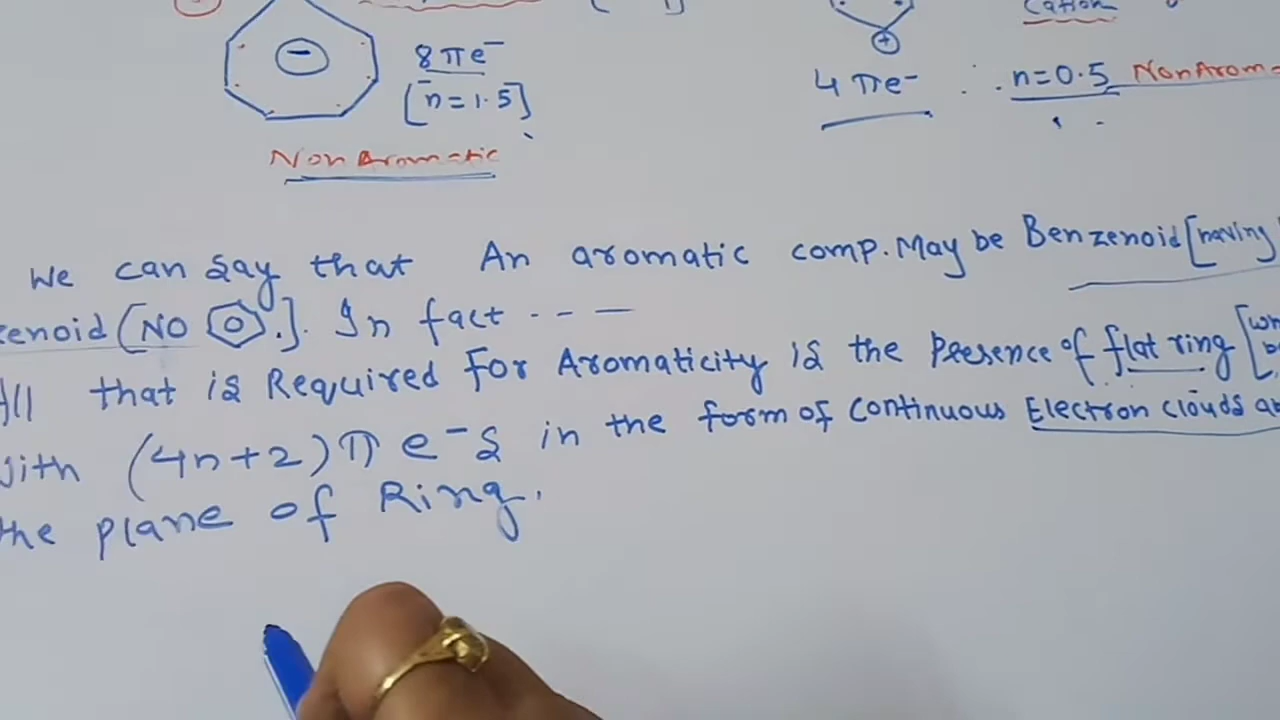 Cation
8πe⁻
[n=1.5]
4πe⁻ ∴ n=0.5 NonArom-
NonAromatic
We can say that An aromatic comp. May be Benzenoid [having
zenoid [NO ]. In fact ----
All that is Required For Aromaticity is the Presence of flat ring
with (4n+2)π e⁻s in the form of Continuous Electron clouds
the plane of Ring.